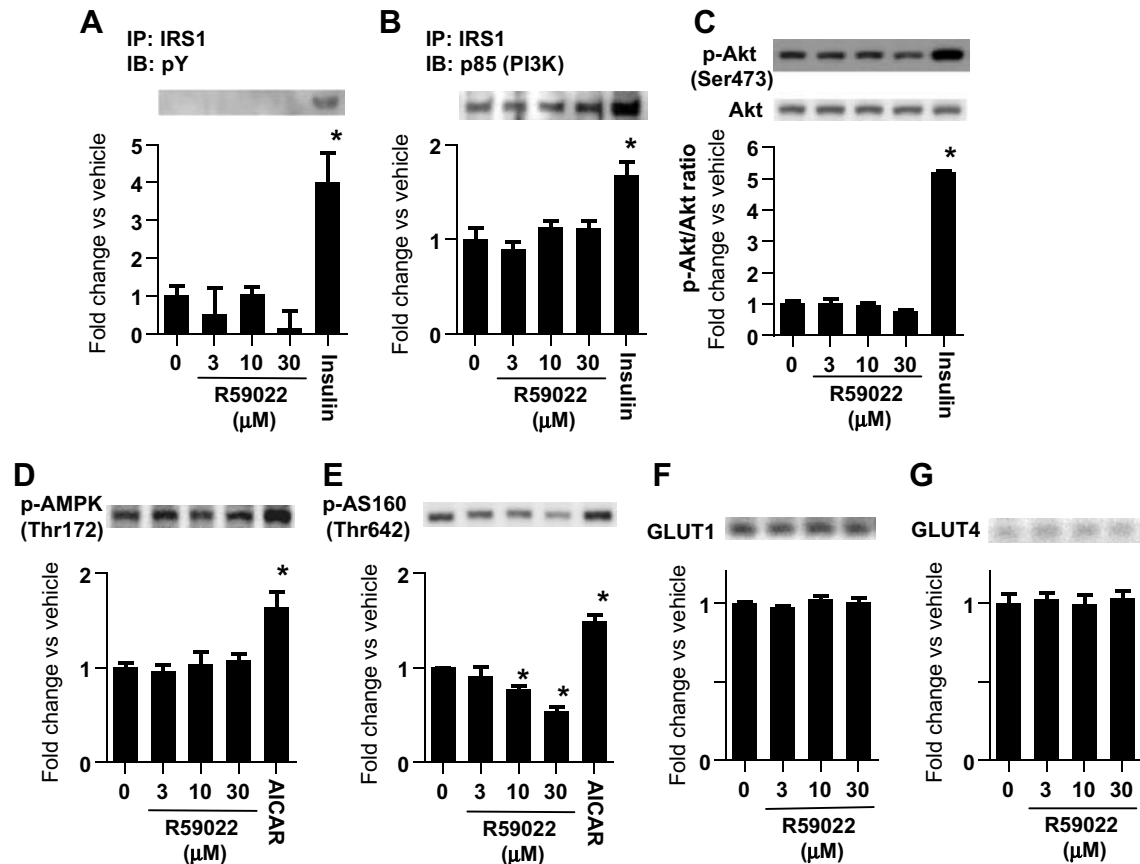 A
IP: IRS1
IB: pY
Fold change vs vehicle
5
4
3
2
1
0
*
0 3 10 30 Insulin
R59022
(μM)
B
IP: IRS1
IB: p85 (PI3K)
Fold change vs vehicle
2
1
0
*
0 3 10 30 Insulin
R59022
(μM)
C
p-Akt
(Ser473)
Akt
p-Akt/Akt ratio
Fold change vs vehicle
6
5
4
3
2
1
0
*
0 3 10 30 Insulin
R59022
(μM)
D
p-AMPK
(Thr172)
Fold change vs vehicle
2
1
0
*
0 3 10 30 AICAR
R59022
(μM)
E
p-AS160
(Thr642)
Fold change vs vehicle
2
1
0
* * *
0 3 10 30 AICAR
R59022
(μM)
F
GLUT1
Fold change vs vehicle
1
0
0 3 10 30
R59022
(μM)
G
GLUT4
Fold change vs vehicle
1
0
0 3 10 30
R59022
(μM)